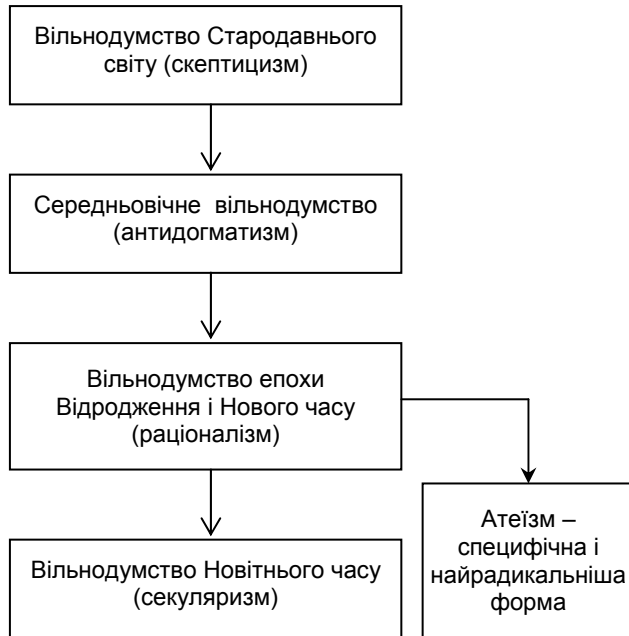 Вільнодумство Стародавнього
світу (скептицизм)
Середньовічне вільнодумство
(антидогматизм)
Вільнодумство епохи
Відродження і Нового часу
(раціоналізм)
Атеїзм –
специфічна і
найрадикальніша
форма
Вільнодумство Новітнього часу
(секуляризм)